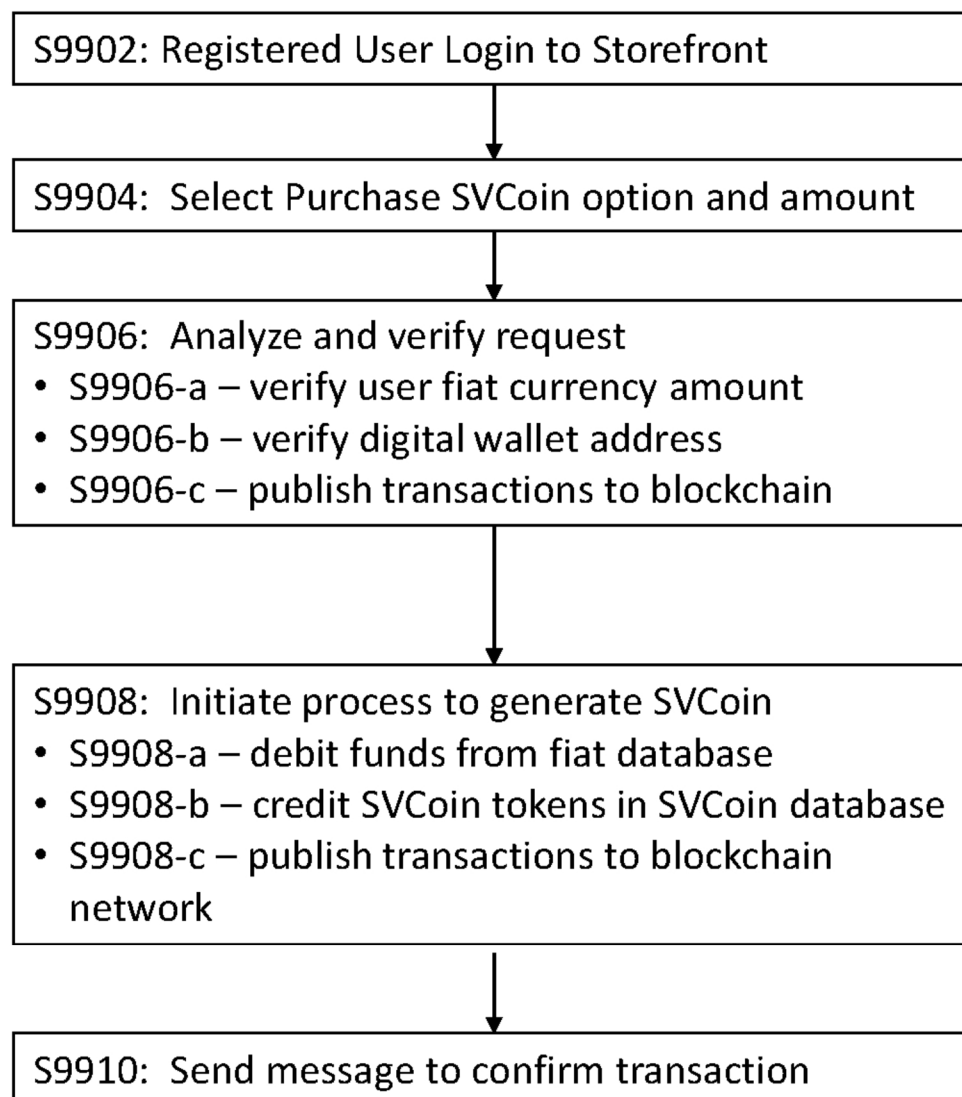 S9902: Registered User Login to Storefront
S9904:  Select Purchase SVCoin option and amount
S9906:  Analyze and verify request
• S9906-a – verify user fiat currency amount
• S9906-b – verify digital wallet address
• S9906-c – publish transactions to blockchain
S9908:  Initiate process to generate SVCoin
• S9908-a – debit funds from fiat database
• S9908-b – credit SVCoin tokens in SVCoin database
• S9908-c – publish transactions to blockchain
network
S9910:  Send message to confirm transaction